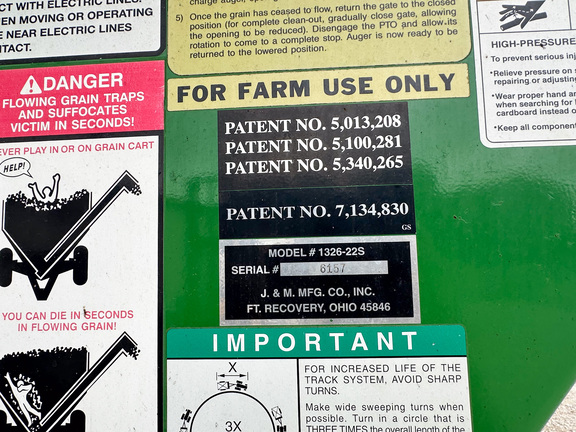 CT WITH ELECTRIC LINES.
EN MOVING OR OPERATING
E NEAR ELECTRIC LINES
NTACT.
DANGER
FLOWING GRAIN TRAPS
AND SUFFOCATES
VICTIM IN SECONDS!
EVER PLAY IN OR ON GRAIN CART
HELP!
YOU CAN DIE IN SECONDS
IN FLOWING GRAIN!
5) Once the grain has ceased to flow, return the gate to the closed
position (for complete clean-out, gradually close gate, allowing
the opening to be reduced). Disengage the PTO and allow its
rotation to come to a complete stop. Auger is now ready to be
returned to the lowered position.
FOR FARM USE ONLY
PATENT NO. 5,013,208
PATENT NO. 5,100,281
PATENT NO. 5,340,265
PATENT NO. 7,134,830
GS
MODEL # 1326-22S
SERIAL # 6157
J. & M. MFG. CO., INC.
FT. RECOVERY, OHIO 45846
IMPORTANT
X
3X
FOR INCREASED LIFE OF THE
TRACK SYSTEM, AVOID SHARP
TURNS.
Make wide sweeping turns when
possible. Turn in a circle that is
THREE TIMES the overall length of the
HIGH-PRESSURE
To prevent serious inj
•Relieve pressure on
repairing or adjusting
•Wear proper hand an
when searching for
cardboard instead o
•Keep all component